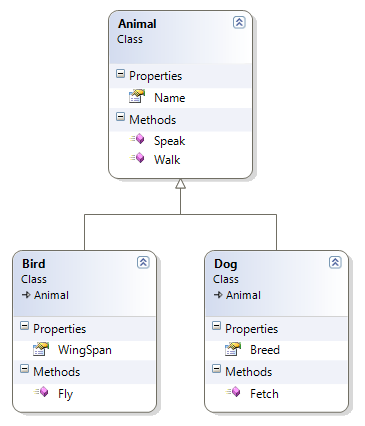 Animal
Class
Properties
Name
Methods
Speak
Walk
Bird
Class
Animal
Properties
WingSpan
Methods
Fly
Dog
Class
Animal
Properties
Breed
Methods
Fetch